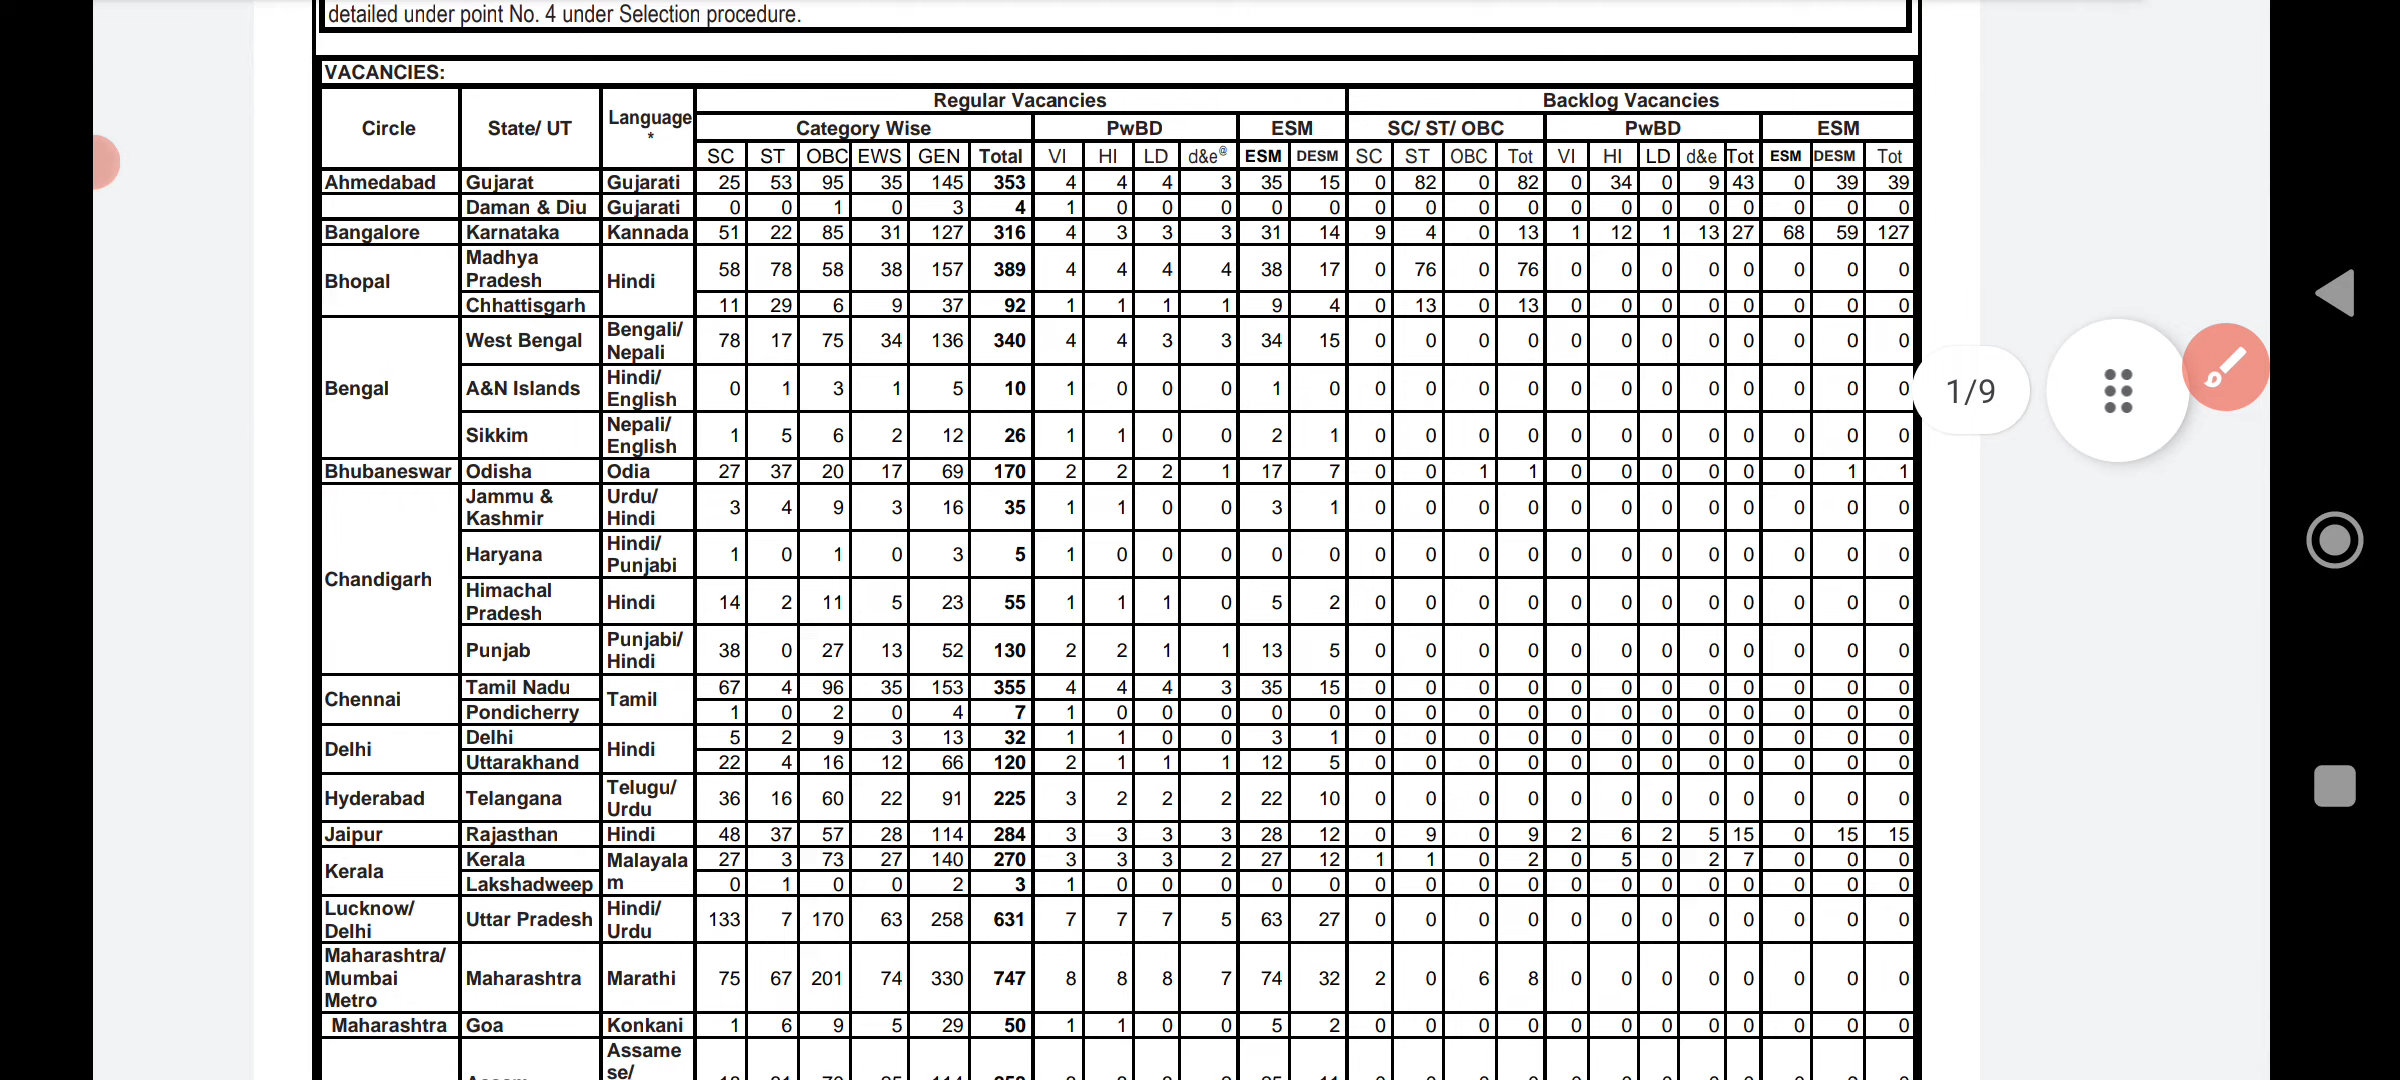 detailed under point No. 4 under Selection procedure.
VACANCIES:
Circle State/ UT Language * Regular Vacancies Backlog Vacancies
Category Wise PwBD ESM SC/ ST/ OBC PwBD ESM
SC ST OBC EWS GEN Total VI HI LD d&e@ ESM DESM SC ST OBC Tot VI HI LD d&e Tot ESM DESM Tot
Ahmedabad Gujarat Gujarati 25 53 95 35 145 353 4 4 4 3 35 15 0 82 0 82 0 34 0 9 43 0 39 39
Daman & Diu Gujarati 0 0 1 0 3 4 1 0 0 0 0 0 0 0 0 0 0 0 0 0 0 0 0 0
Bangalore Karnataka Kannada 51 22 85 31 127 316 4 3 3 3 31 14 9 4 0 13 1 12 1 13 27 68 59 127
Bhopal Madhya Pradesh Hindi 58 78 58 38 157 389 4 4 4 4 38 17 0 76 0 76 0 0 0 0 0 0 0 0
Chhattisgarh 11 29 6 9 37 92 1 1 1 1 9 4 0 13 0 13 0 0 0 0 0 0 0 0
Bengal West Bengal Bengali/ Nepali 78 17 75 34 136 340 4 4 3 3 34 15 0 0 0 0 0 0 0 0 0 0 0 0
A&N Islands Hindi/ English 0 1 3 1 5 10 1 0 0 0 1 0 0 0 0 0 0 0 0 0 0 0 0 0
Sikkim Nepali/ English 1 5 6 2 12 26 1 1 0 0 2 1 0 0 0 0 0 0 0 0 0 0 0 0
Bhubaneswar Odisha Odia 27 37 20 17 69 170 2 2 2 1 17 7 0 0 1 1 0 0 0 0 0 0 1 1
Chandigarh Jammu & Kashmir Urdu/ Hindi 3 4 9 3 16 35 1 1 0 0 3 1 0 0 0 0 0 0 0 0 0 0 0 0
Haryana Hindi/ Punjabi 1 0 1 0 3 5 1 0 0 0 0 0 0 0 0 0 0 0 0 0 0 0 0 0
Himachal Pradesh Hindi 14 2 11 5 23 55 1 1 1 0 5 2 0 0 0 0 0 0 0 0 0 0 0 0
Punjab Punjabi/ Hindi 38 0 27 13 52 130 2 2 1 1 13 5 0 0 0 0 0 0 0 0 0 0 0 0
Chennai Tamil Nadu Tamil 67 4 96 35 153 355 4 4 4 3 35 15 0 0 0 0 0 0 0 0 0 0 0 0
Pondicherry 1 0 2 0 4 7 1 0 0 0 0 0 0 0 0 0 0 0 0 0 0 0 0 0
Delhi Delhi Hindi 5 2 9 3 13 32 1 1 0 0 3 1 0 0 0 0 0 0 0 0 0 0 0 0
Uttarakhand 22 4 16 12 66 120 2 1 1 1 12 5 0 0 0 0 0 0 0 0 0 0 0 0
Hyderabad Telangana Telugu/ Urdu 36 16 60 22 91 225 3 2 2 2 22 10 0 0 0 0 0 0 0 0 0 0 0 0
Jaipur Rajasthan Hindi 48 37 57 28 114 284 3 3 3 3 28 12 0 9 0 9 2 6 2 5 15 0 15 15
Kerala Kerala Malayala m 27 3 73 27 140 270 3 3 3 2 27 12 1 1 0 2 0 5 0 2 7 0 0 0
Lakshadweep 0 1 0 0 2 3 1 0 0 0 0 0 0 0 0 0 0 0 0 0 0 0 0 0
Lucknow/ Delhi Uttar Pradesh Hindi/ Urdu 133 7 170 63 258 631 7 7 7 5 63 27 0 0 0 0 0 0 0 0 0 0 0 0
Maharashtra/ Mumbai Metro Maharashtra Marathi 75 67 201 74 330 747 8 8 8 7 74 32 2 0 6 8 0 0 0 0 0 0 0 0
Maharashtra Goa Konkani 1 6 9 5 29 50 1 1 0 0 5 2 0 0 0 0 0 0 0 0 0 0 0 0
Assame
se/
1/9